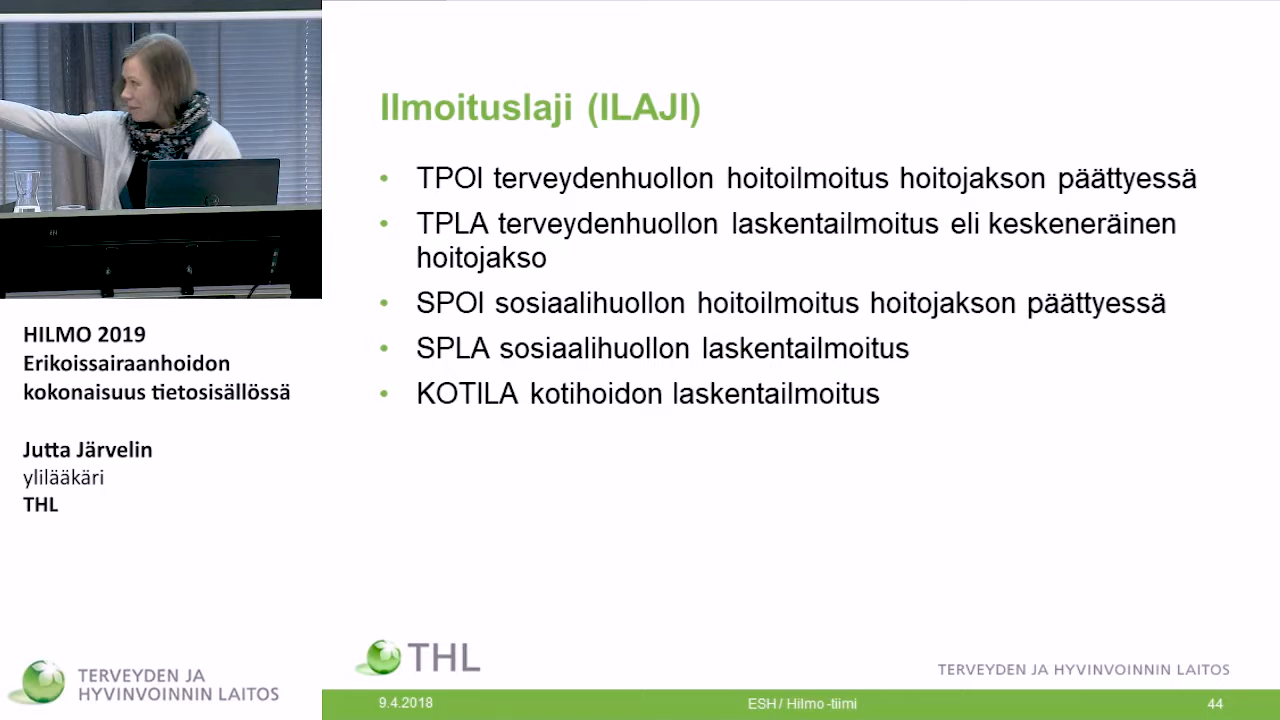 Ilmoituslaji (ILAJI)
• TPOI terveydenhuollon hoitoilmoitus hoitojakson päättyessä
• TPLA terveydenhuollon laskentailmoitus eli keskeneräinen
hoitojakso
• SPOI sosiaalihuollon hoitoilmoitus hoitojakson päättyessä
• SPLA sosiaalihuollon laskentailmoitus
• KOTILA kotihoidon laskentailmoitus
HILMO 2019
Erikoissairaanhoidon
kokonaisuus tietosisällössä
Jutta Järvelin
ylilääkäri
THL
TERVEYDEN JA
HYVINVOINNIN LAITOS
THL
TERVEYDEN JA HYVINVOINNIN LAITOS
9.4.2018
ESH / Hilmo -tiimi
44